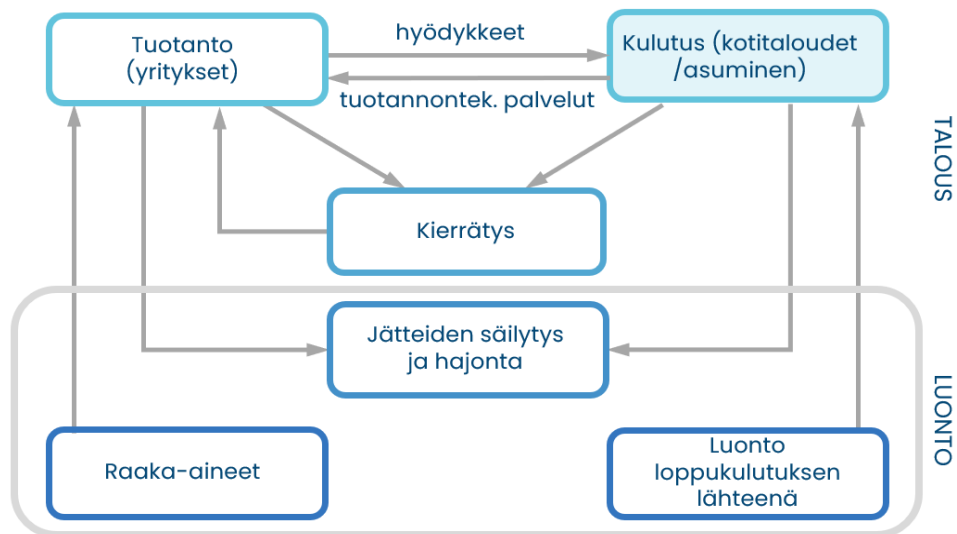 Tuotanto
(yritykset)
hyödykkeet
Kulutus (kotitaloudet
/asuminen)
tuotannontek. palvelut
TALOUS
Kierrätys
Jätteiden säilytys
ja hajonta
LUONTO
Raaka-aineet
Luonto
loppukulutuksen
lähteenä